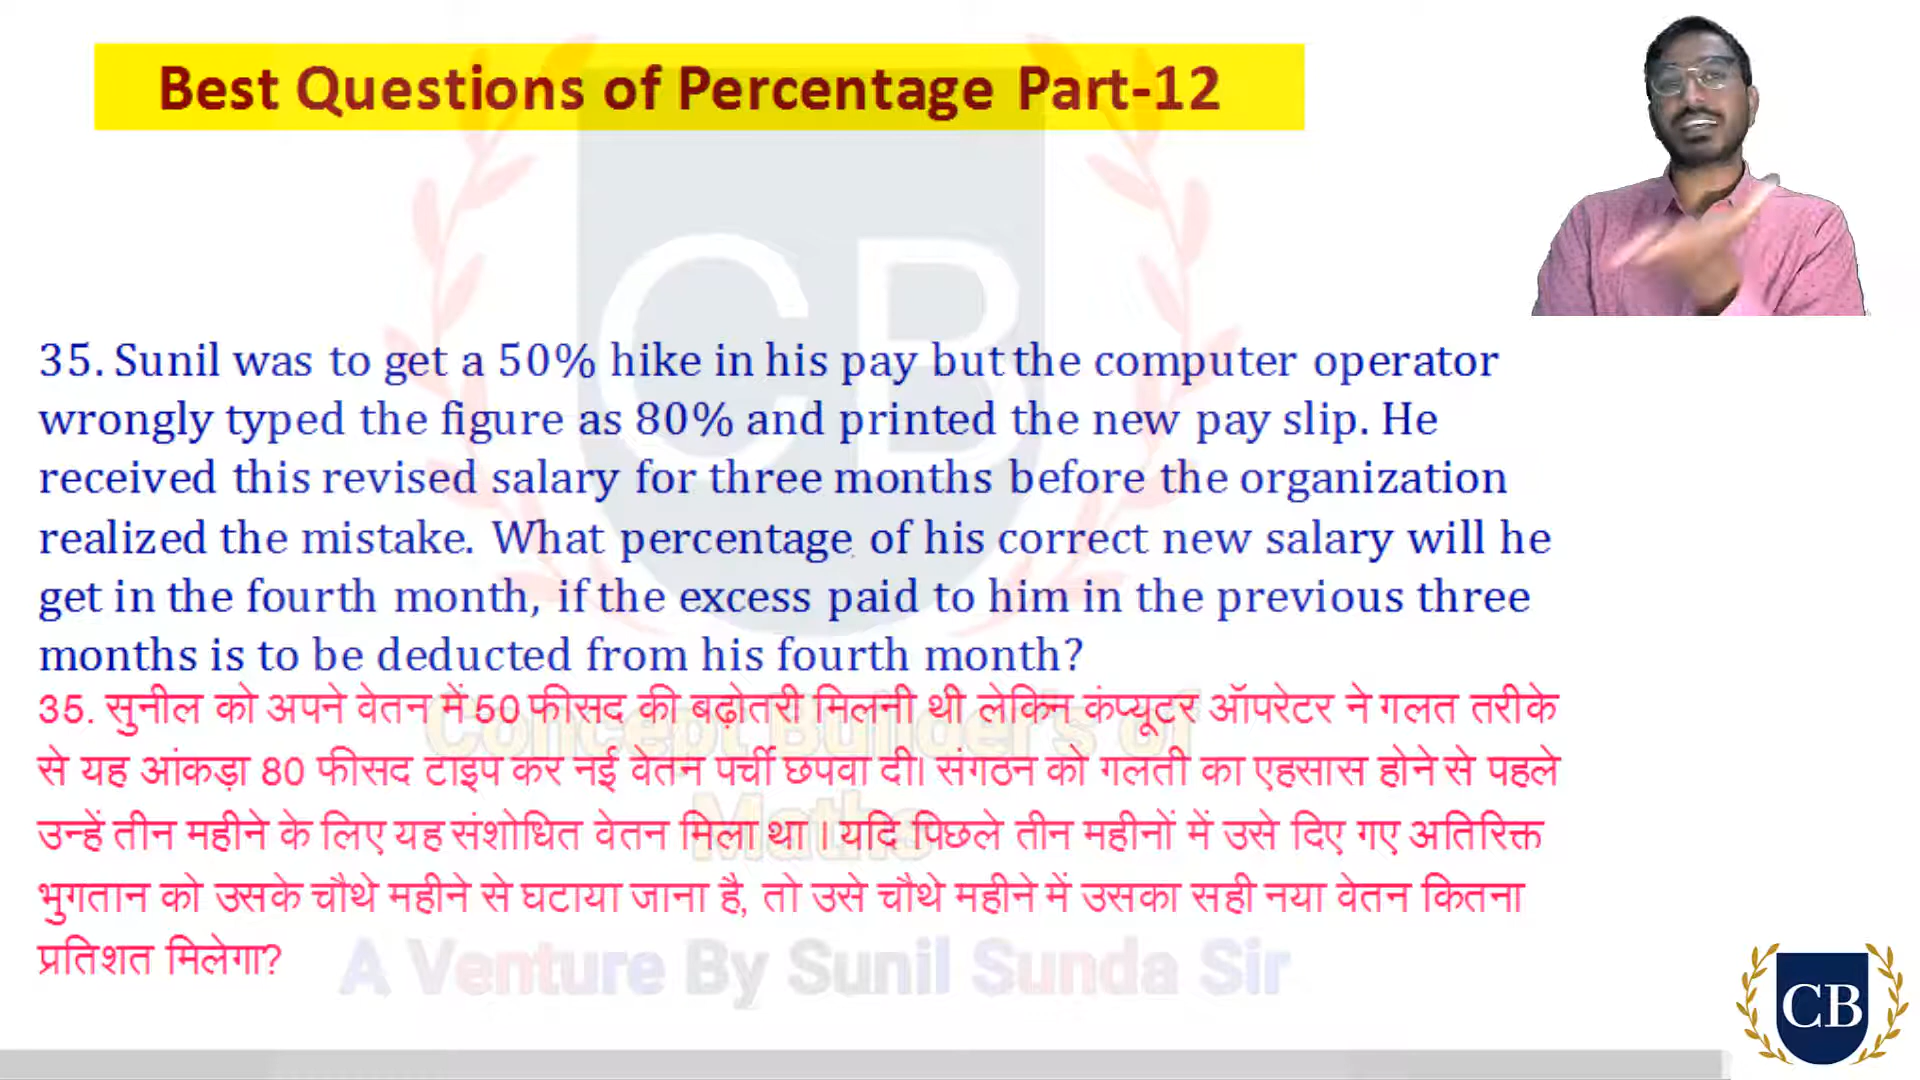 Best Questions of Percentage Part-12
CB
35. Sunil was to get a 50% hike in his pay but the computer operator
wrongly typed the figure as 80% and printed the new pay slip. He
received this revised salary for three months before the organization
realized the mistake. What percentage of his correct new salary will he
get in the fourth month, if the excess paid to him in the previous three
months is to be deducted from his fourth month?
35. सुनील को अपने वेतन में 50 फीसद की बढ़ोतरी मिलनी थी लेकिन कंप्यूटर ऑपरेटर ने गलत तरीके
से यह आंकड़ा 80 फीसद टाइप कर नई वेतन पर्ची छपवा दी। संगठन को गलती का एहसास होने से पहले
उन्हें तीन महीने के लिए यह संशोधित वेतन मिला था । यदि पिछले तीन महीनों में उसे दिए गए अतिरिक्त
भुगतान को उसके चौथे महीने से घटाया जाना है, तो उसे चौथे महीने में उसका सही नया वेतन कितना
प्रतिशत मिलेगा?
Concept Builder's of
Maths
A Venture By Sunil Sunda Sir
CB